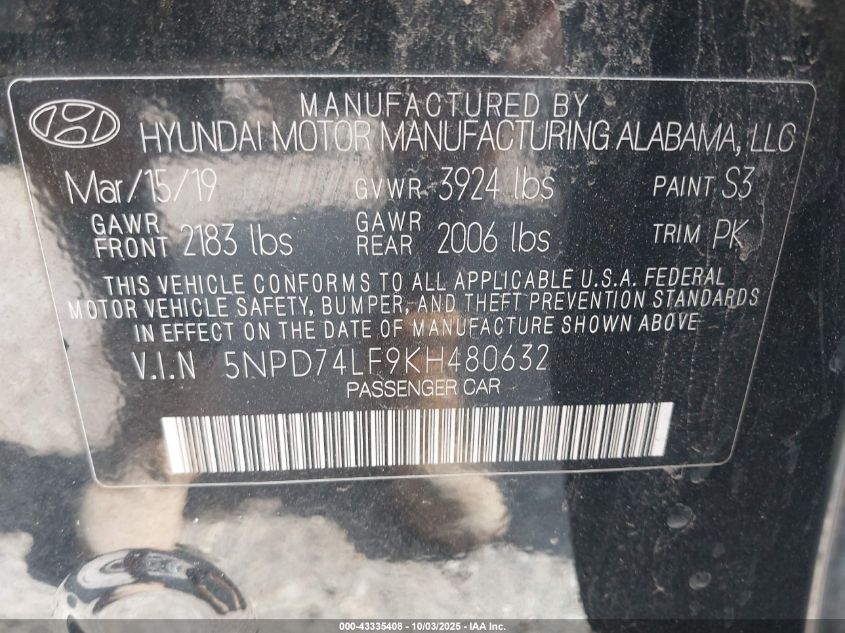 MANUFACTURED BY
HYUNDAI MOTOR MANUFACTURING ALABAMA, LLC
Mar/15/19 GVWR 3924 lbs PAINT S3
GAWR FRONT 2183 lbs GAWR REAR 2006 lbs TRIM PK
THIS VEHICLE CONFORMS TO ALL APPLICABLE U.S.A. FEDERAL
MOTOR VEHICLE SAFETY, BUMPER, AND THEFT PREVENTION STANDARDS
IN EFFECT ON THE DATE OF MANUFACTURE SHOWN ABOVE
V.I.N 5NPD74LF9KH480632
PASSENGER CAR
000-43335408 - 10/03/2025 - IAA Inc.